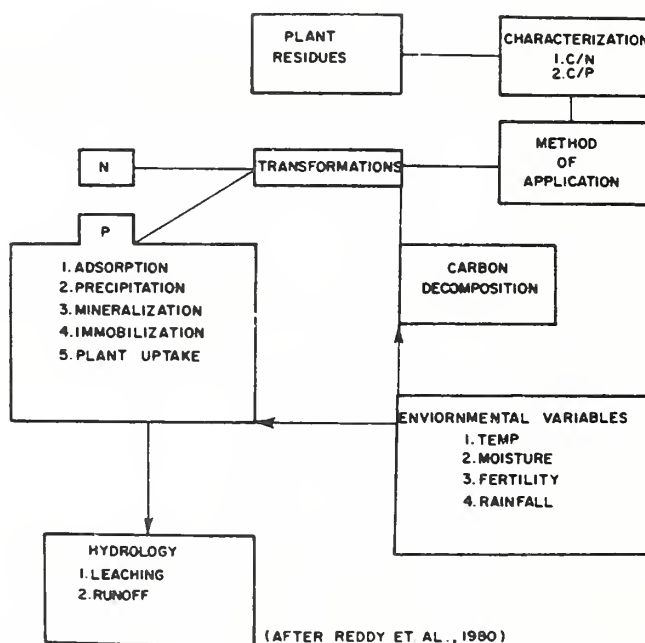 PLANT
RESIDUES
CHARACTERIZATION
1.C/N
2.C/P
METHOD
OF
APPLICATION
TRANSFORMATIONS
N
P
1. ADSORPTION
2. PRECIPITATION
3. MINERALIZATION
4. IMMOBILIZATION
5. PLANT UPTAKE
CARBON
DECOMPOSITION
ENVIORNMENTAL VARIABLES
1. TEMP
2. MOISTURE
3. FERTILITY
4. RAINFALL
HYDROLOGY
1. LEACHING
2. RUNOFF
(AFTER REDDY ET. AL., 1980)